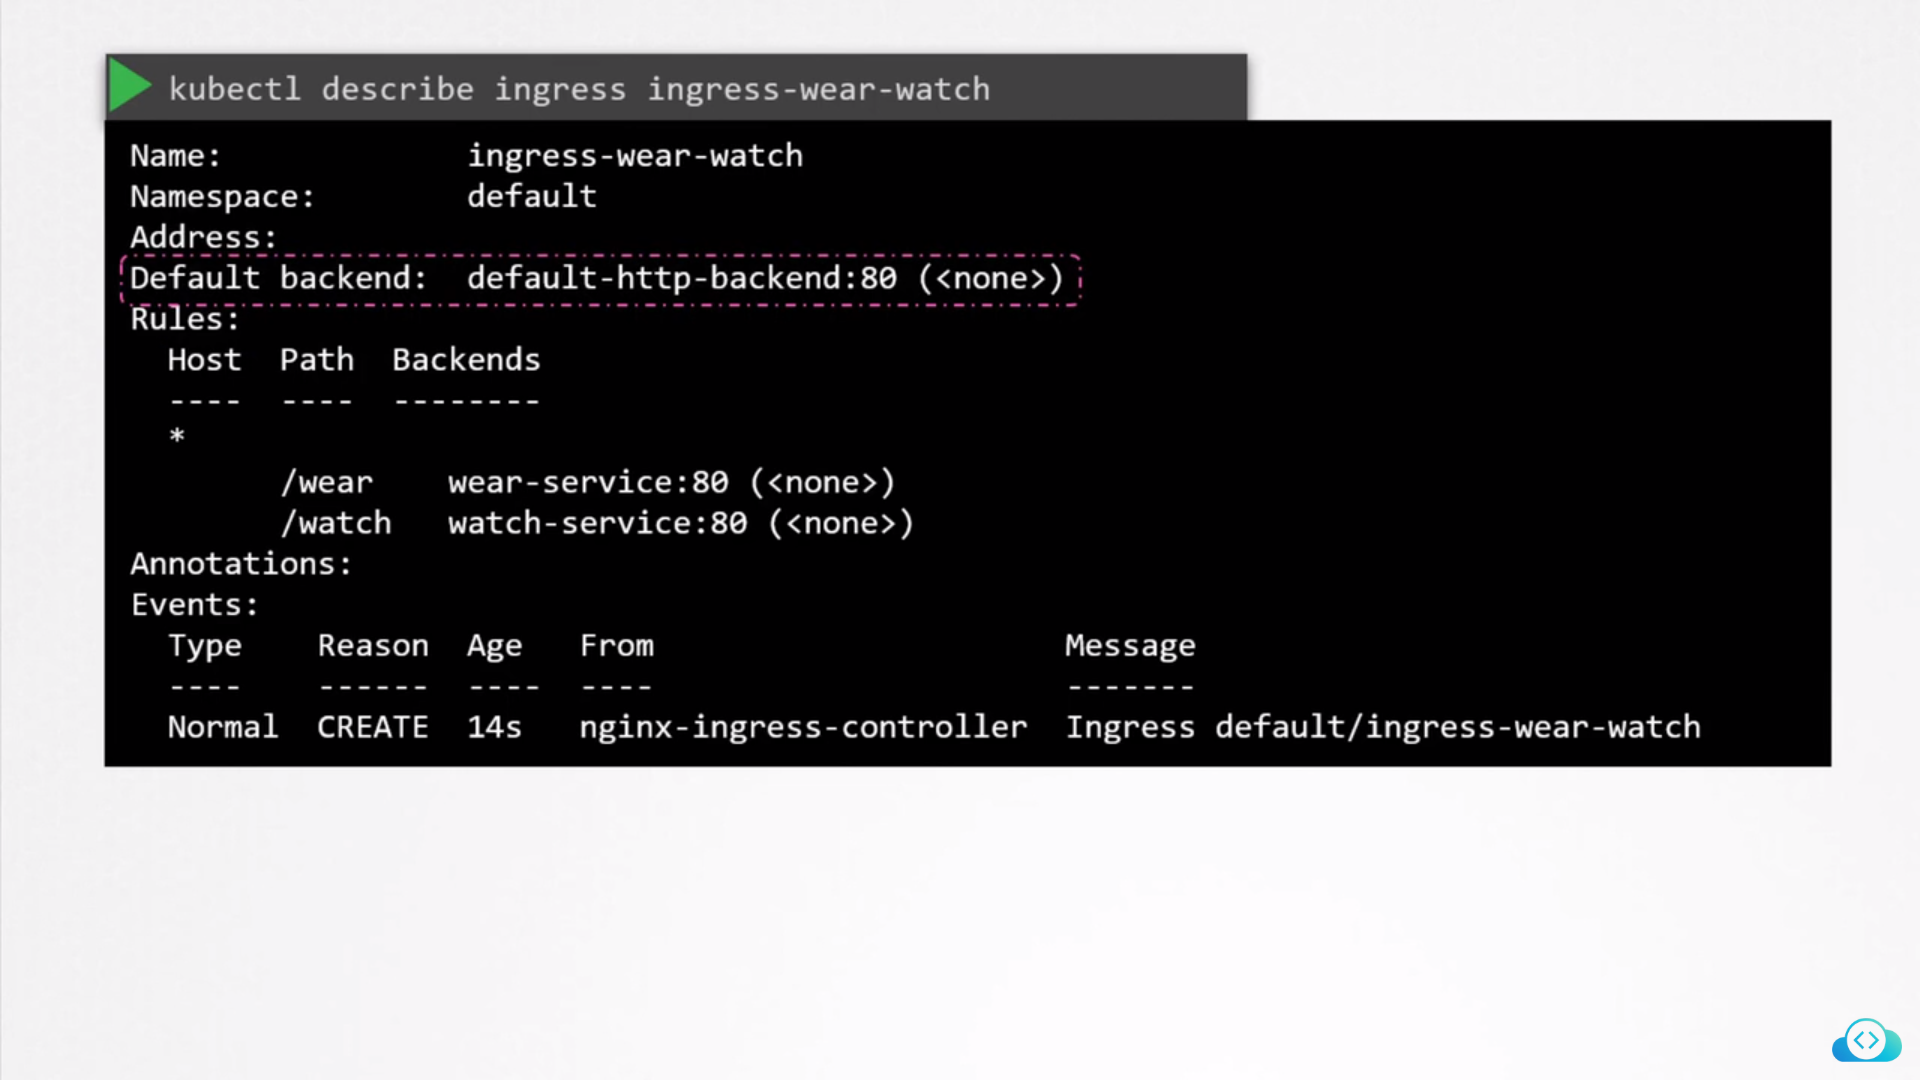 kubectl describe ingress ingress-wear-watch
Name: ingress-wear-watch
Namespace: default
Address:
Default backend: default-http-backend:80 (<none>)
Rules:
Host Path Backends
---- ---- --------
*
/wear wear-service:80 (<none>)
/watch watch-service:80 (<none>)
Annotations:
Events:
Type Reason Age From Message
---- ------ ---- ---- -------
Normal CREATE 14s nginx-ingress-controller Ingress default/ingress-wear-watch